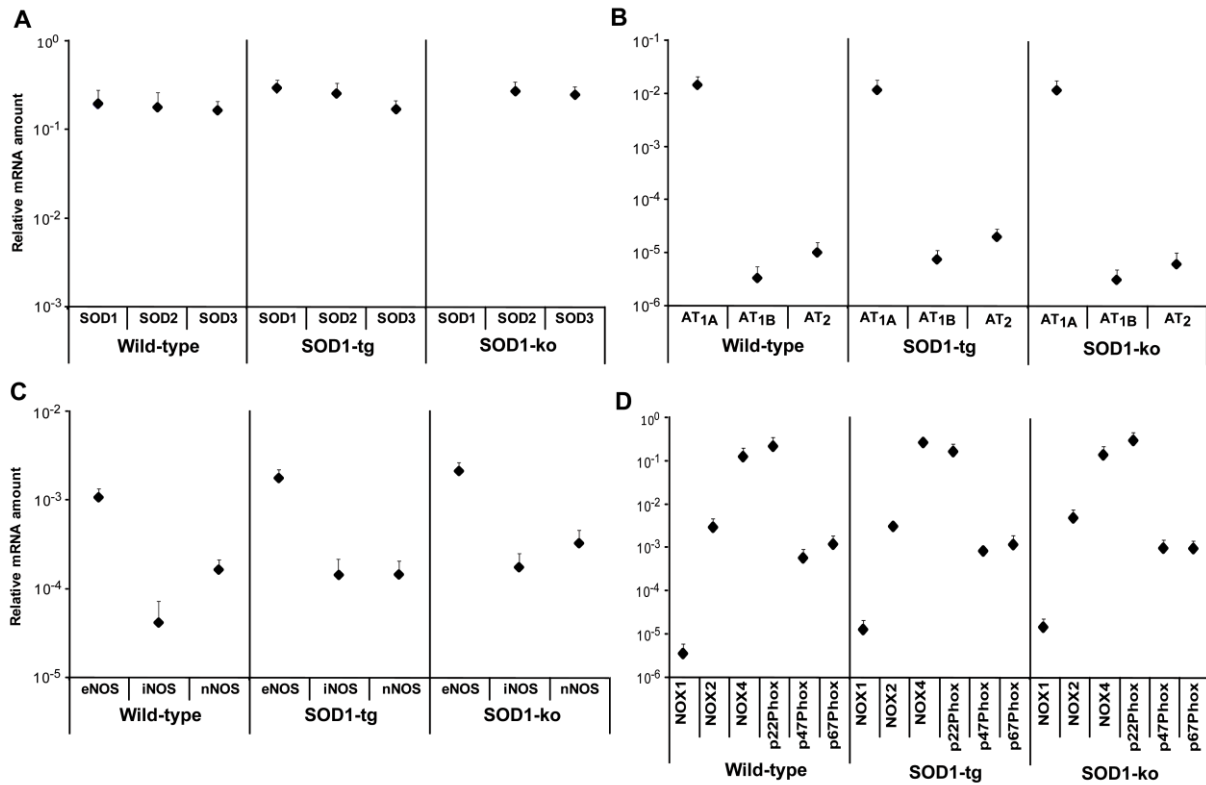 A
Relative mRNA amount
10⁰
10⁻¹
10⁻²
10⁻³
SOD1 SOD2 SOD3 SOD1 SOD2 SOD3 SOD1 SOD2 SOD3
Wild-type SOD1-tg SOD1-ko
B
10⁻¹
10⁻²
10⁻³
10⁻⁴
10⁻⁵
10⁻⁶
AT₁A AT₁B AT₂ AT₁A AT₁B AT₂ AT₁A AT₁B AT₂
Wild-type SOD1-tg SOD1-ko
C
Relative mRNA amount
10⁻²
10⁻³
10⁻⁴
10⁻⁵
eNOS iNOS nNOS eNOS iNOS nNOS eNOS iNOS nNOS
Wild-type SOD1-tg SOD1-ko
D
10⁰
10⁻¹
10⁻²
10⁻³
10⁻⁴
10⁻⁵
10⁻⁶
NOX1
NOX2
NOX4
p22Phox
p47Phox
p67Phox
NOX1
NOX2
NOX4
p22Phox
p47Phox
p67Phox
NOX1
NOX2
NOX4
p22Phox
p47Phox
p67Phox
Wild-type SOD1-tg SOD1-ko